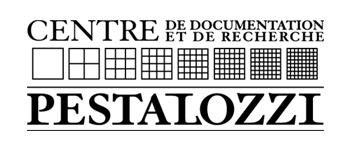 CENTRE DE DOCUMENTATION
ET DE RECHERCHE
PESTALOZZI